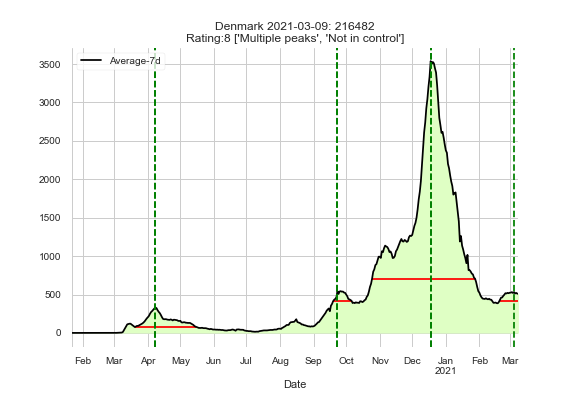 Denmark 2021-03-09: 216482
Rating:8 ['Multiple peaks', 'Not in control']
Average-7d
3500
3000
2500
2000
1500
1000
500
0
Feb Mar Apr May Jun Jul Aug Sep Oct Nov Dec Jan Feb Mar
2021
Date